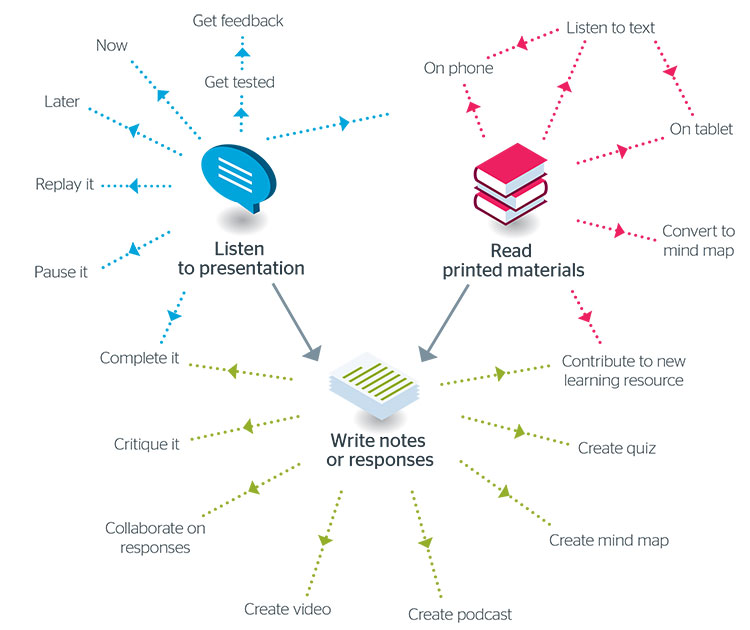 Get feedback
Listen to text
Now
On phone
Get tested
Later
On tablet
Replay it
Convert to
mind map
Listen
to presentation
Read
printed materials
Pause it
Complete it
Contribute to new
learning resource
Write notes
or responses
Critique it
Create quiz
Collaborate on
responses
Create mind map
Create video
Create podcast